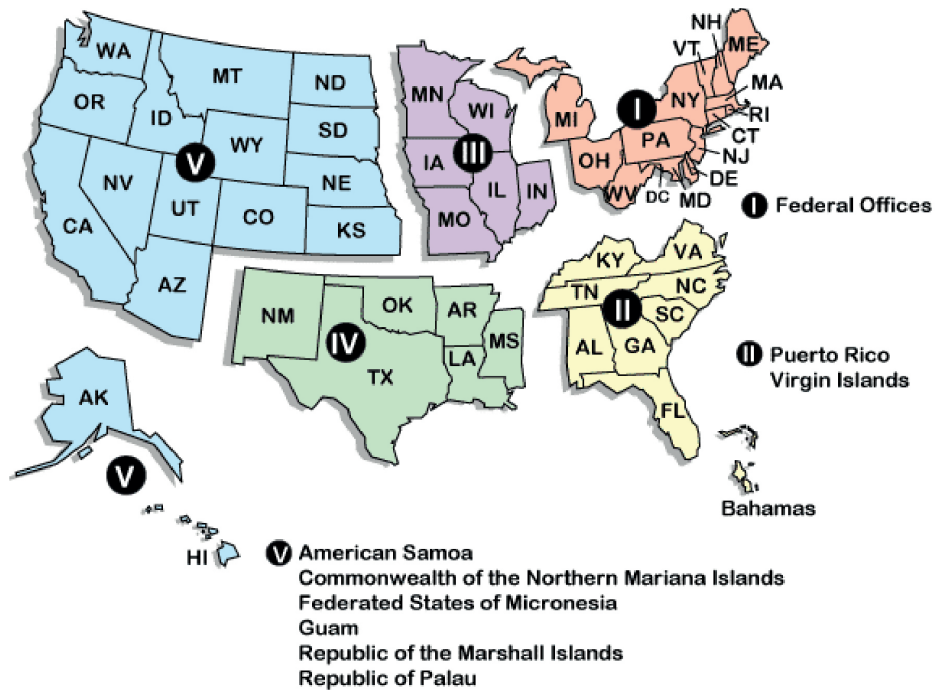 WA
MT
ND
OR
ID
SD
WY
V
NE
NV
UT
CO
KS
CA
AZ
MN
WI
IA
III
IL
IN
MO
NH
VT
ME
MA
NY
RI
MI
I
CT
PA
NJ
OH
DE
WV
DC
MD
I Federal Offices
NM
OK
AR
IV
MS
LA
TX
KY
VA
TN
NC
II
SC
AL
GA
FL
II Puerto Rico
Virgin Islands
Bahamas
AK
V
HI
V American Samoa
Commonwealth of the Northern Mariana Islands
Federated States of Micronesia
Guam
Republic of the Marshall Islands
Republic of Palau